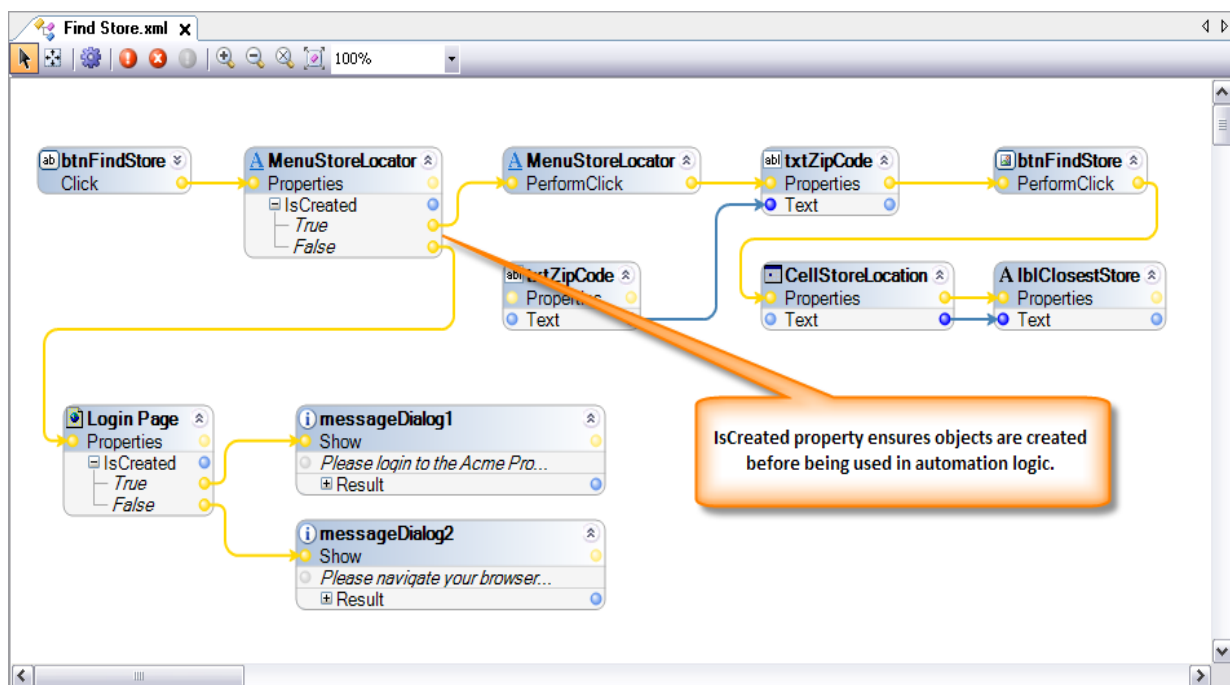 Find Store.xml
100%
btnFindStore
Click
MenuStoreLocator
Properties
IsCreated
True
False
MenuStoreLocator
PerformClick
txtZipCode
Properties
Text
btnFindStore
PerformClick
txtZipCode
Properties
Text
CellStoreLocation
Properties
Text
A lblClosestStore
Properties
Text
Login Page
Properties
IsCreated
True
False
messageDialog1
Show
Please login to the Acme Pro...
Result
messageDialog2
Show
Please navigate your browser...
Result
IsCreated property ensures objects are created
before being used in automation logic.